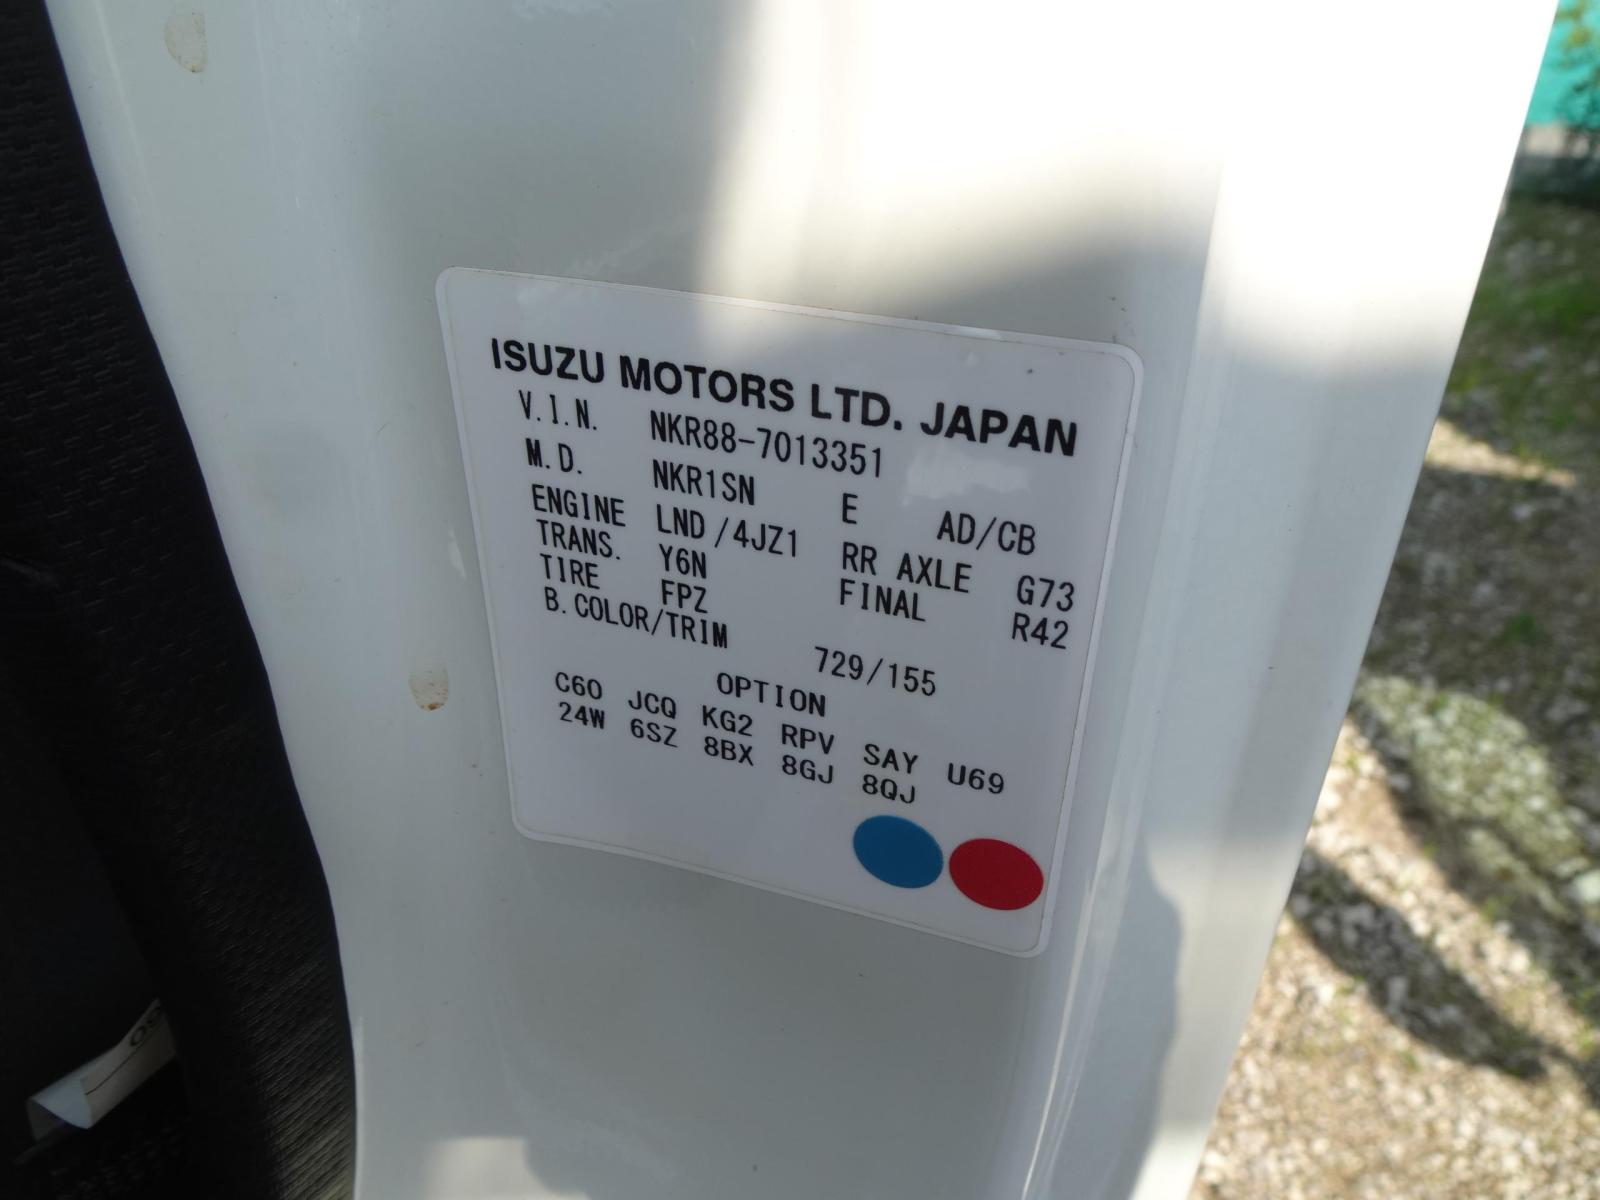 ISUZU MOTORS LTD. JAPAN
V.I.N. NKR88-7013351
M.D. NKR1SN E AD/CB
ENGINE LND /4JZ1 RR AXLE G73
TRANS. Y6N FINAL R42
TIRE FPZ
B.COLOR/TRIM 729/155
OPTION
C60 JCQ KG2 RPV SAY U69
24W 6SZ 8BX 8GJ 8QJ